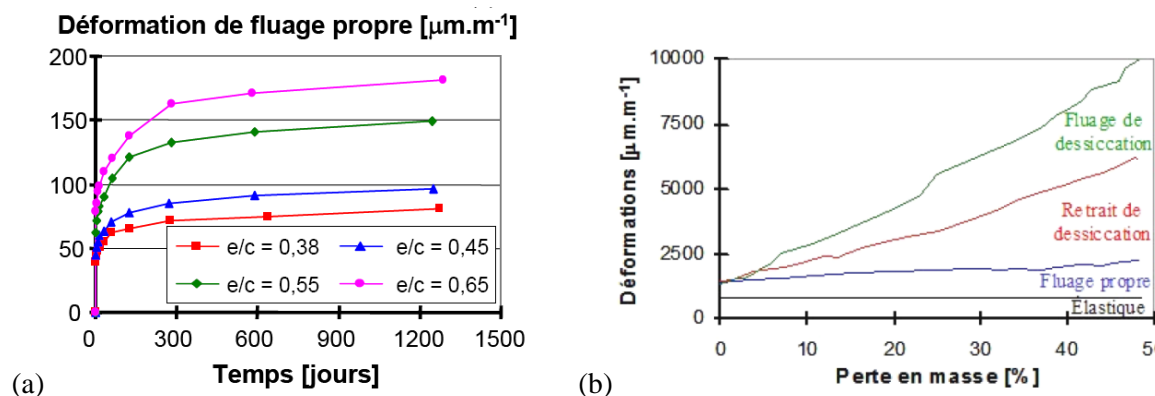 Déformation de fluage propre [µm.m-1]
200
150
100
50
0
0
300
600
900
1200
1500
e/c = 0,38
e/c = 0,45
e/c = 0,55
e/c = 0,65
Temps [jours]
(a)
Déformations [µm.m-1]
10000
7500
5000
2500
0
0
10
20
30
40
50
Fluage de
dessiccation
Retrait de
dessiccation
Fluage propre
Élastique
Perte en masse [%]
(b)